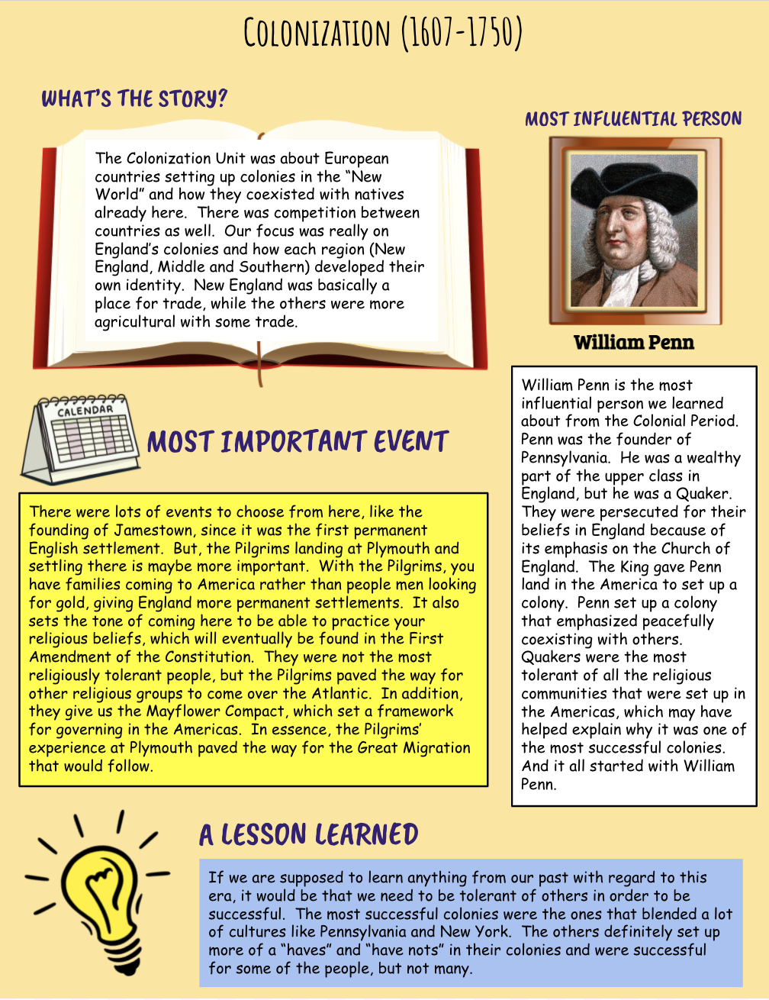 Colonization (1607-1750)
WHAT'S THE STORY?
The Colonization Unit was about European
countries setting up colonies in the “New
World” and how they coexisted with natives
already here.  There was competition between
countries as well.  Our focus was really on
England’s colonies and how each region (New
England, Middle and Southern) developed their
own identity.  New England was basically a
place for trade, while the others were more
agricultural with some trade.
MOST INFLUENTIAL PERSON
William Penn
William Penn is the most
influential person we learned
about from the Colonial Period.
Penn was the founder of
Pennsylvania.  He was a wealthy
part of the upper class in
England, but he was a Quaker.
They were persecuted for their
beliefs in England because of
its emphasis on the Church of
England.  The King gave Penn
land in the America to set up a
colony.  Penn set up a colony
that emphasized peacefully
coexisting with others.
Quakers were the most
tolerant of all the religious
communities that were set up in
the Americas, which may have
helped explain why it was one of
the most successful colonies.
And it all started with William
Penn.
CALENDAR
MOST IMPORTANT EVENT
There were lots of events to choose from here, like the
founding of Jamestown, since it was the first permanent
English settlement.  But, the Pilgrims landing at Plymouth and
settling there is maybe more important.  With the Pilgrims, you
have families coming to America rather than people men looking
for gold, giving England more permanent settlements.  It also
sets the tone of coming here to be able to practice your
religious beliefs, which will eventually be found in the First
Amendment of the Constitution.  They were not the most
religiously tolerant people, but the Pilgrims paved the way for
other religious groups to come over the Atlantic.  In addition,
they give us the Mayflower Compact, which set a framework
for governing in the Americas.  In essence, the Pilgrims’
experience at Plymouth paved the way for the Great Migration
that would follow.
A LESSON LEARNED
If we are supposed to learn anything from our past with regard to this
era, it would be that we need to be tolerant of others in order to be
successful.  The most successful colonies were the ones that blended a lot
of cultures like Pennsylvania and New York.  The others definitely set up
more of a “haves” and “have nots” in their colonies and were successful
for some of the people, but not many.